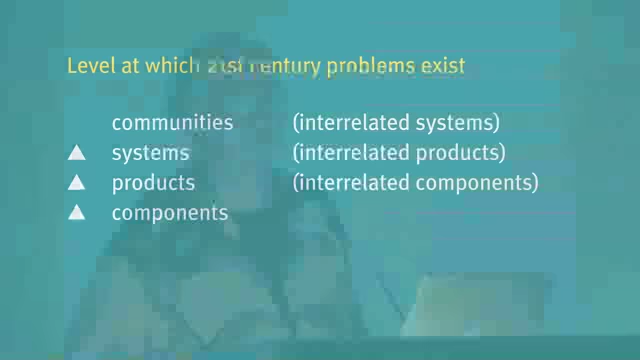 Level at which 21st century problems exist
communities (interrelated systems)
▲ systems (interrelated products)
▲ products (interrelated components)
▲ components